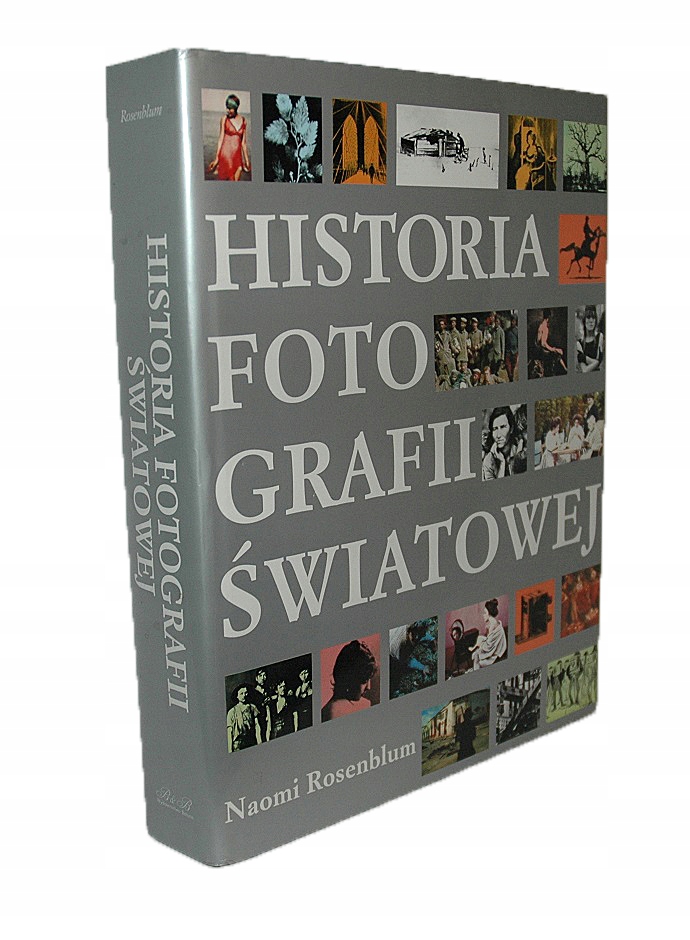 Rosenblum
HISTORIA FOTOGRAFII
ŚWIATOWEJ
B&B
HISTORIA
FOTO
GRAFII
ŚWIATOWEJ
Naomi Rosenblum